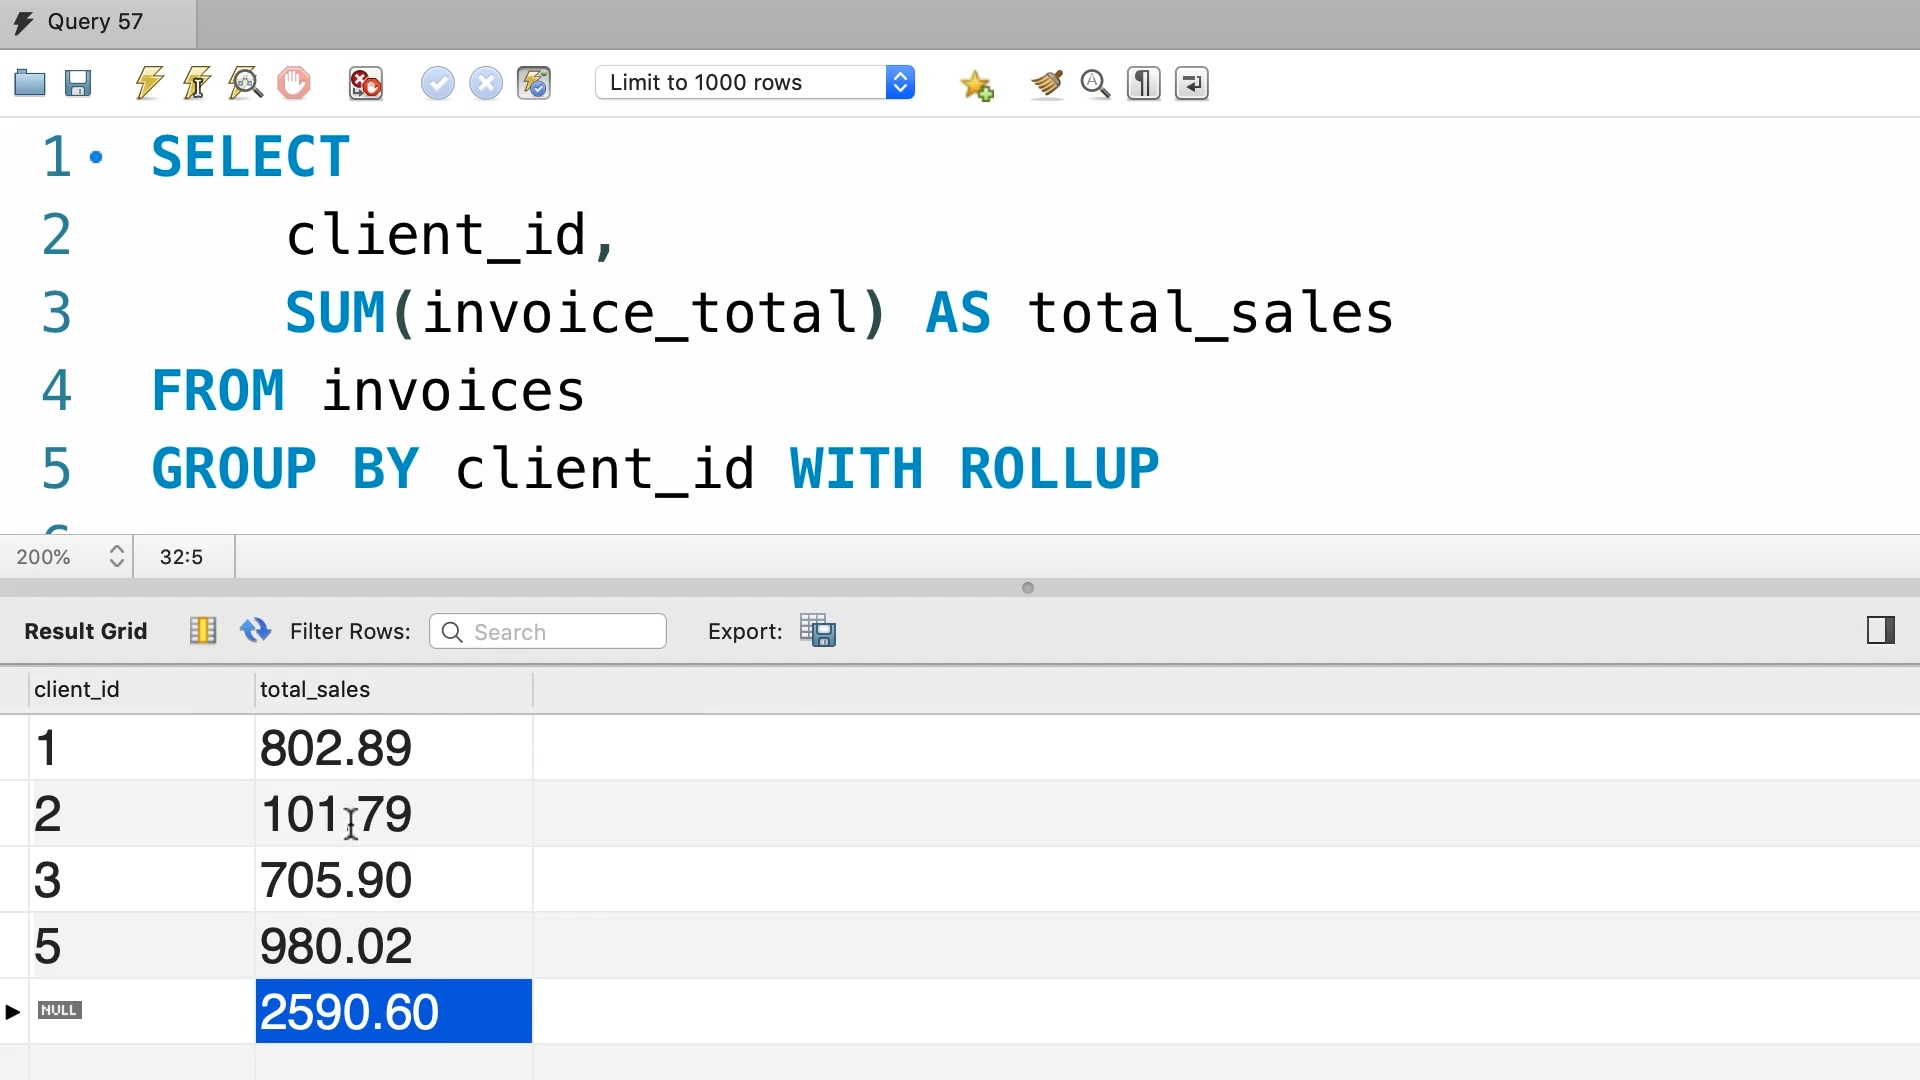 Query 57
Limit to 1000 rows
1 SELECT
2 client_id,
3 SUM(invoice_total) AS total_sales
4 FROM invoices
5 GROUP BY client_id WITH ROLLUP
200% 32:5
Result Grid Filter Rows: Search Export:
client_id total_sales
1 802.89
2 101.79
3 705.90
5 980.02
NULL 2590.60